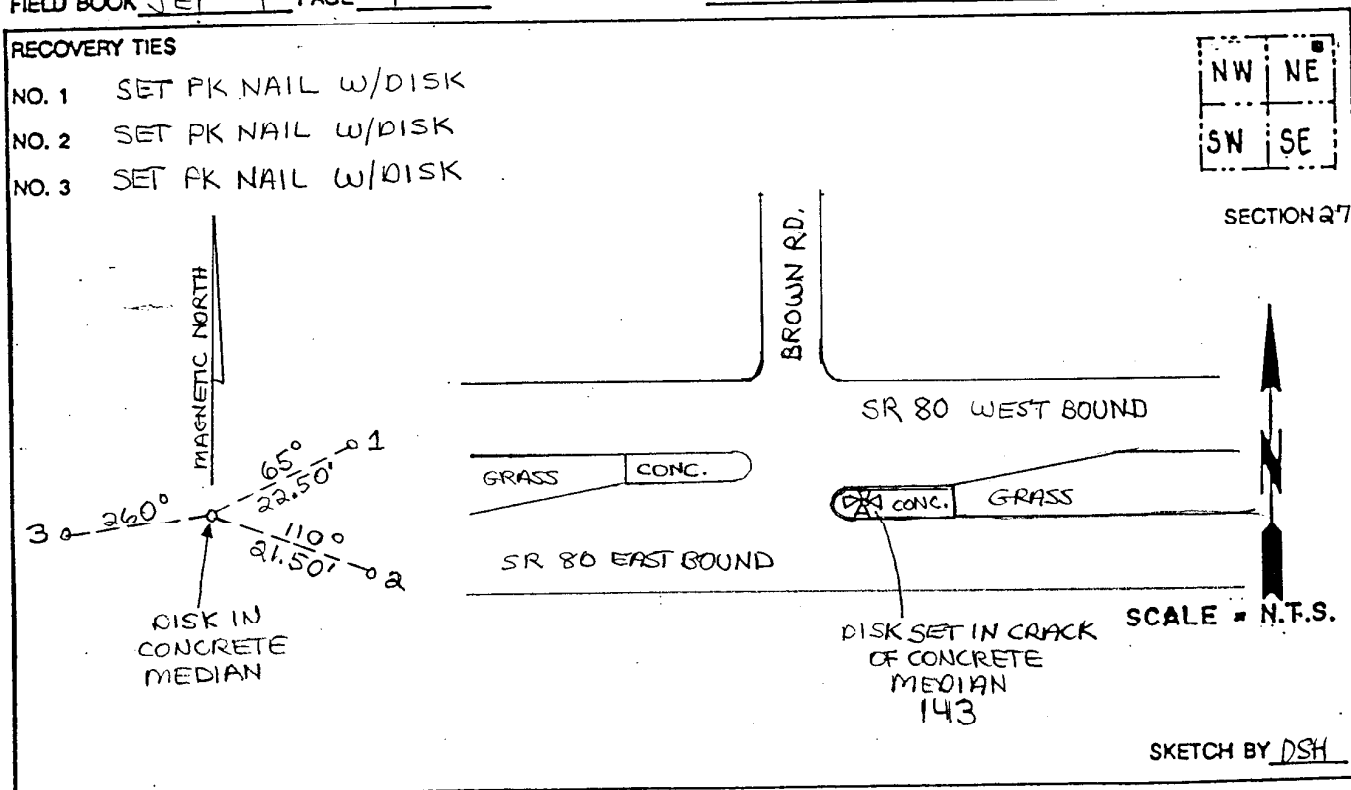 FIELD BOOK PAGE
RECOVERY TIES
NO. 1 SET PK NAIL W/DISK
NO. 2 SET PK NAIL W/DISK
NO. 3 SET PK NAIL W/DISK
NW NE
SW SE
SECTION 27
MAGNETIC NORTH
BROWN RD.
SR 80 WEST BOUND
65°
22.50'
1
GRASS CONC.
CONC. GRASS
N
3 260°
110°
21.50'
2
SR 80 EAST BOUND
DISK IN
CONCRETE
MEDIAN
DISK SET IN CRACK
OF CONCRETE
MEDIAN
143
SCALE = N.T.S.
SKETCH BY DSH